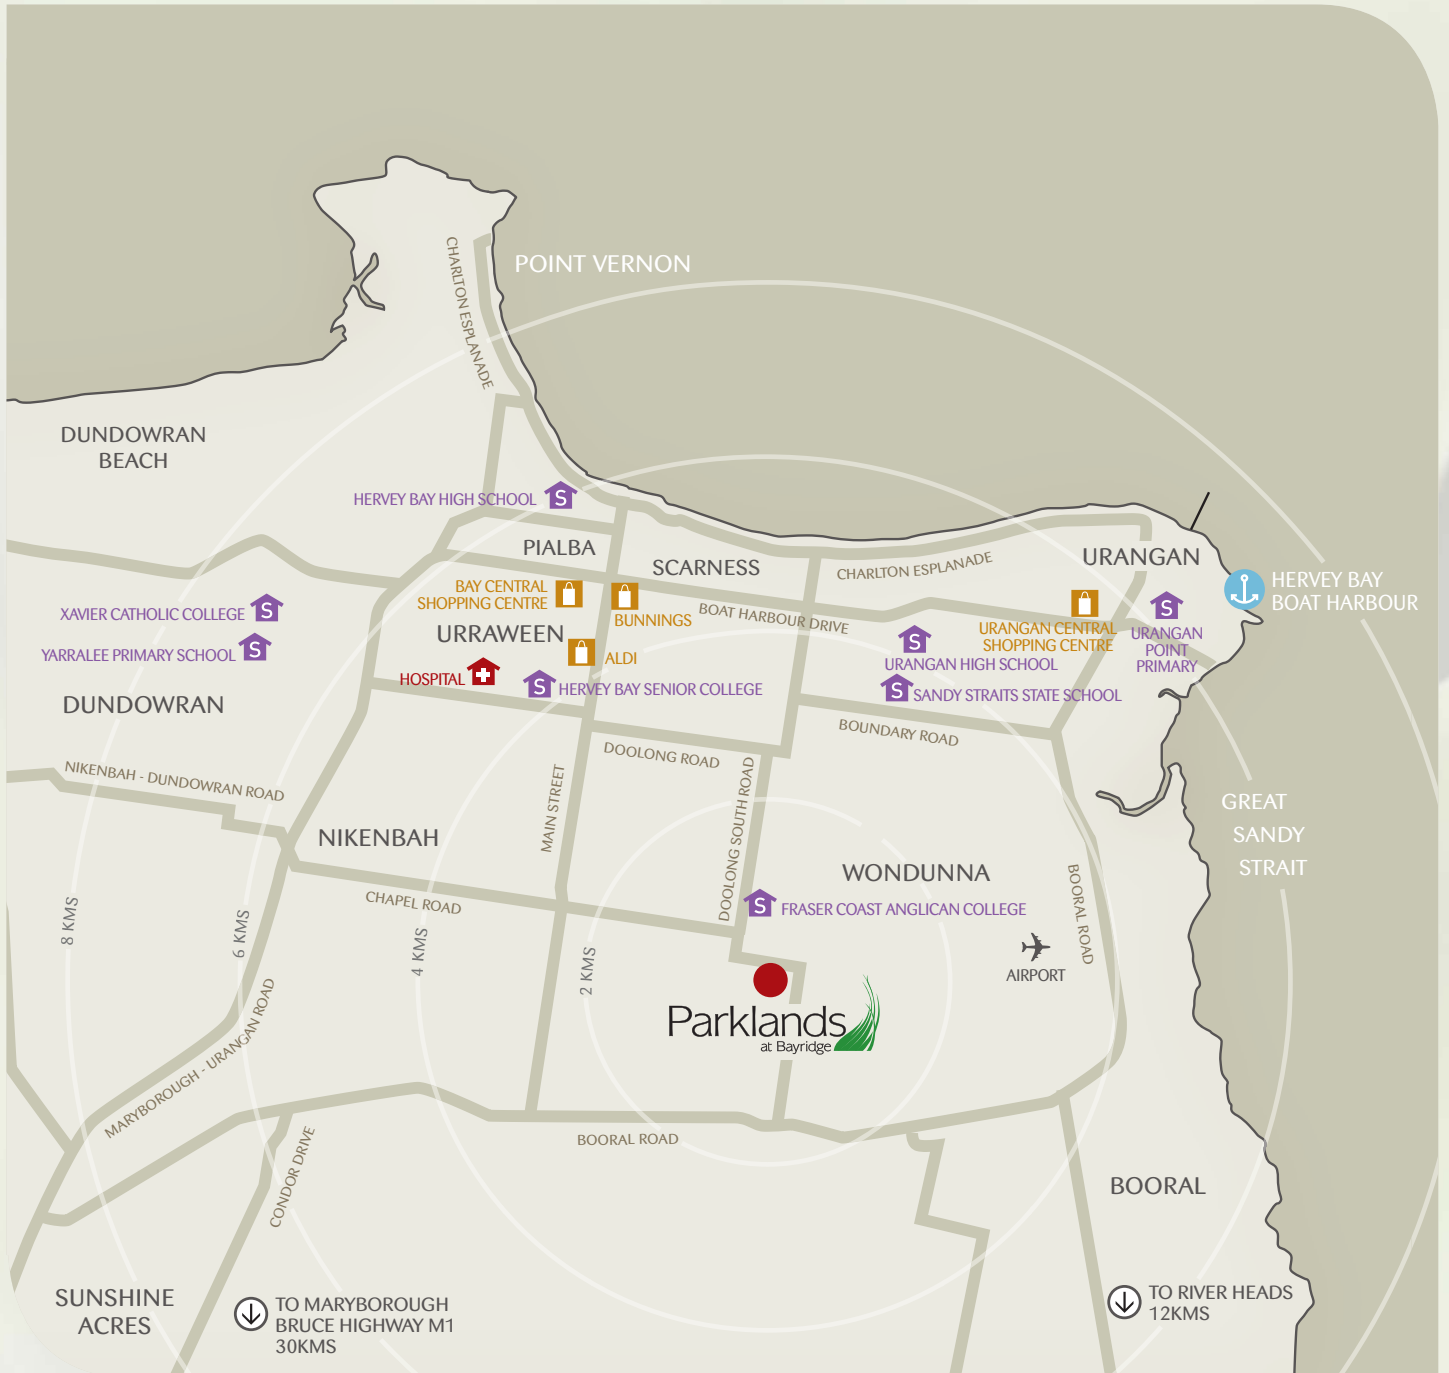 CHARLTON ESPLANADE
POINT VERNON
DUNDOWRAN
BEACH
HERVEY BAY HIGH SCHOOL
S
PIALBA
SCARNESS
CHARLTON ESPLANADE
URANGAN
HERVEY BAY
BOAT HARBOUR
BAY CENTRAL
SHOPPING CENTRE
BUNNINGS
BOAT HARBOUR DRIVE
URANGAN CENTRAL
SHOPPING CENTRE
S
URANGAN
POINT
PRIMARY
XAVIER CATHOLIC COLLEGE
S
YARRALEE PRIMARY SCHOOL
S
URRAWEEN
ALDI
S
URANGAN HIGH SCHOOL
HOSPITAL
S
HERVEY BAY SENIOR COLLEGE
S
SANDY STRAITS STATE SCHOOL
DUNDOWRAN
BOUNDARY ROAD
DOOLONG ROAD
NIKENBAH - DUNDOWRAN ROAD
MAIN STREET
DOOLONG SOUTH ROAD
GREAT
SANDY
STRAIT
NIKENBAH
WONDUNNA
CHAPEL ROAD
S
FRASER COAST ANGLICAN COLLEGE
BOORAL ROAD
8 KMS
6 KMS
4 KMS
2 KMS
AIRPORT
Parklands
at Bayridge
MARYBOROUGH - URANGAN ROAD
BOORAL ROAD
CONDOR DRIVE
BOORAL
SUNSHINE
ACRES
TO MARYBOROUGH
BRUCE HIGHWAY M1
30KMS
TO RIVER HEADS
12KMS